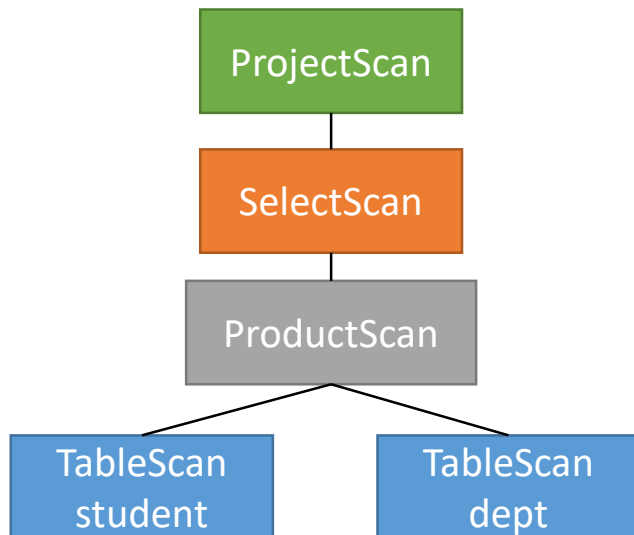 ProjectScan
SelectScan
ProductScan
TableScan
student
TableScan
dept